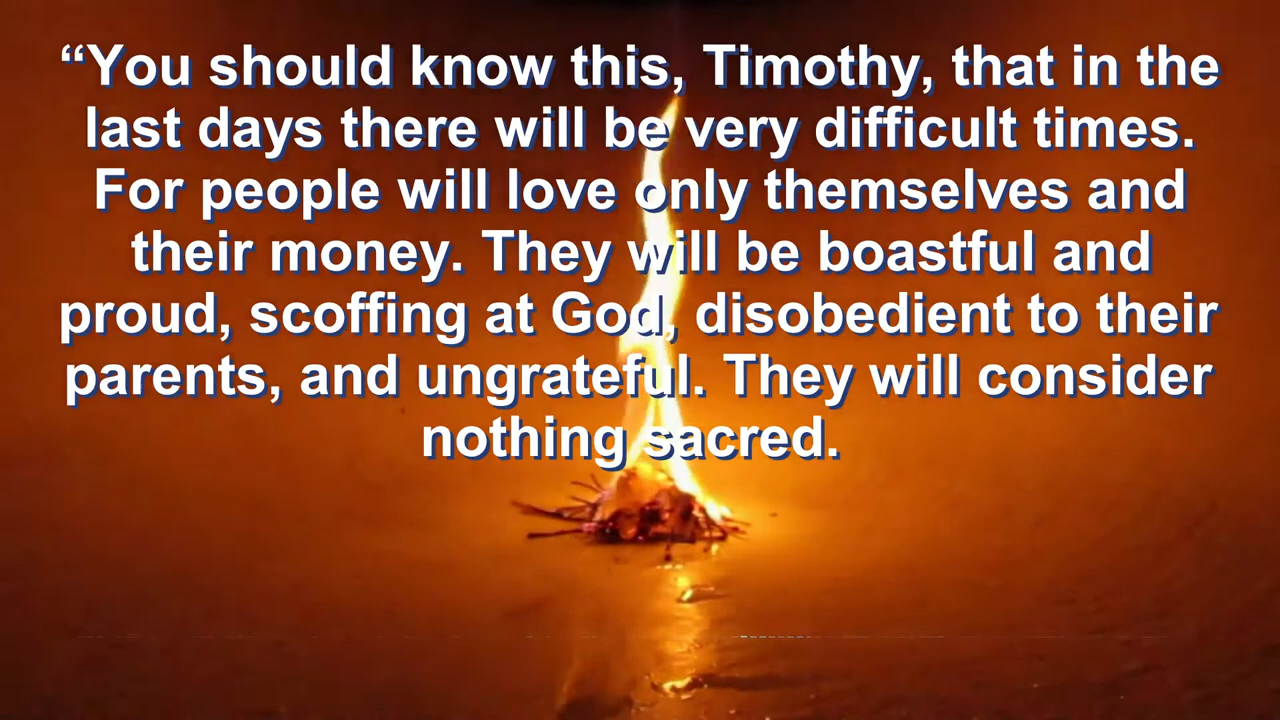 “You should know this, Timothy, that in the
last days there will be very difficult times.
For people will love only themselves and
their money. They will be boastful and
proud, scoffing at God, disobedient to their
parents, and ungrateful. They will consider
nothing sacred.